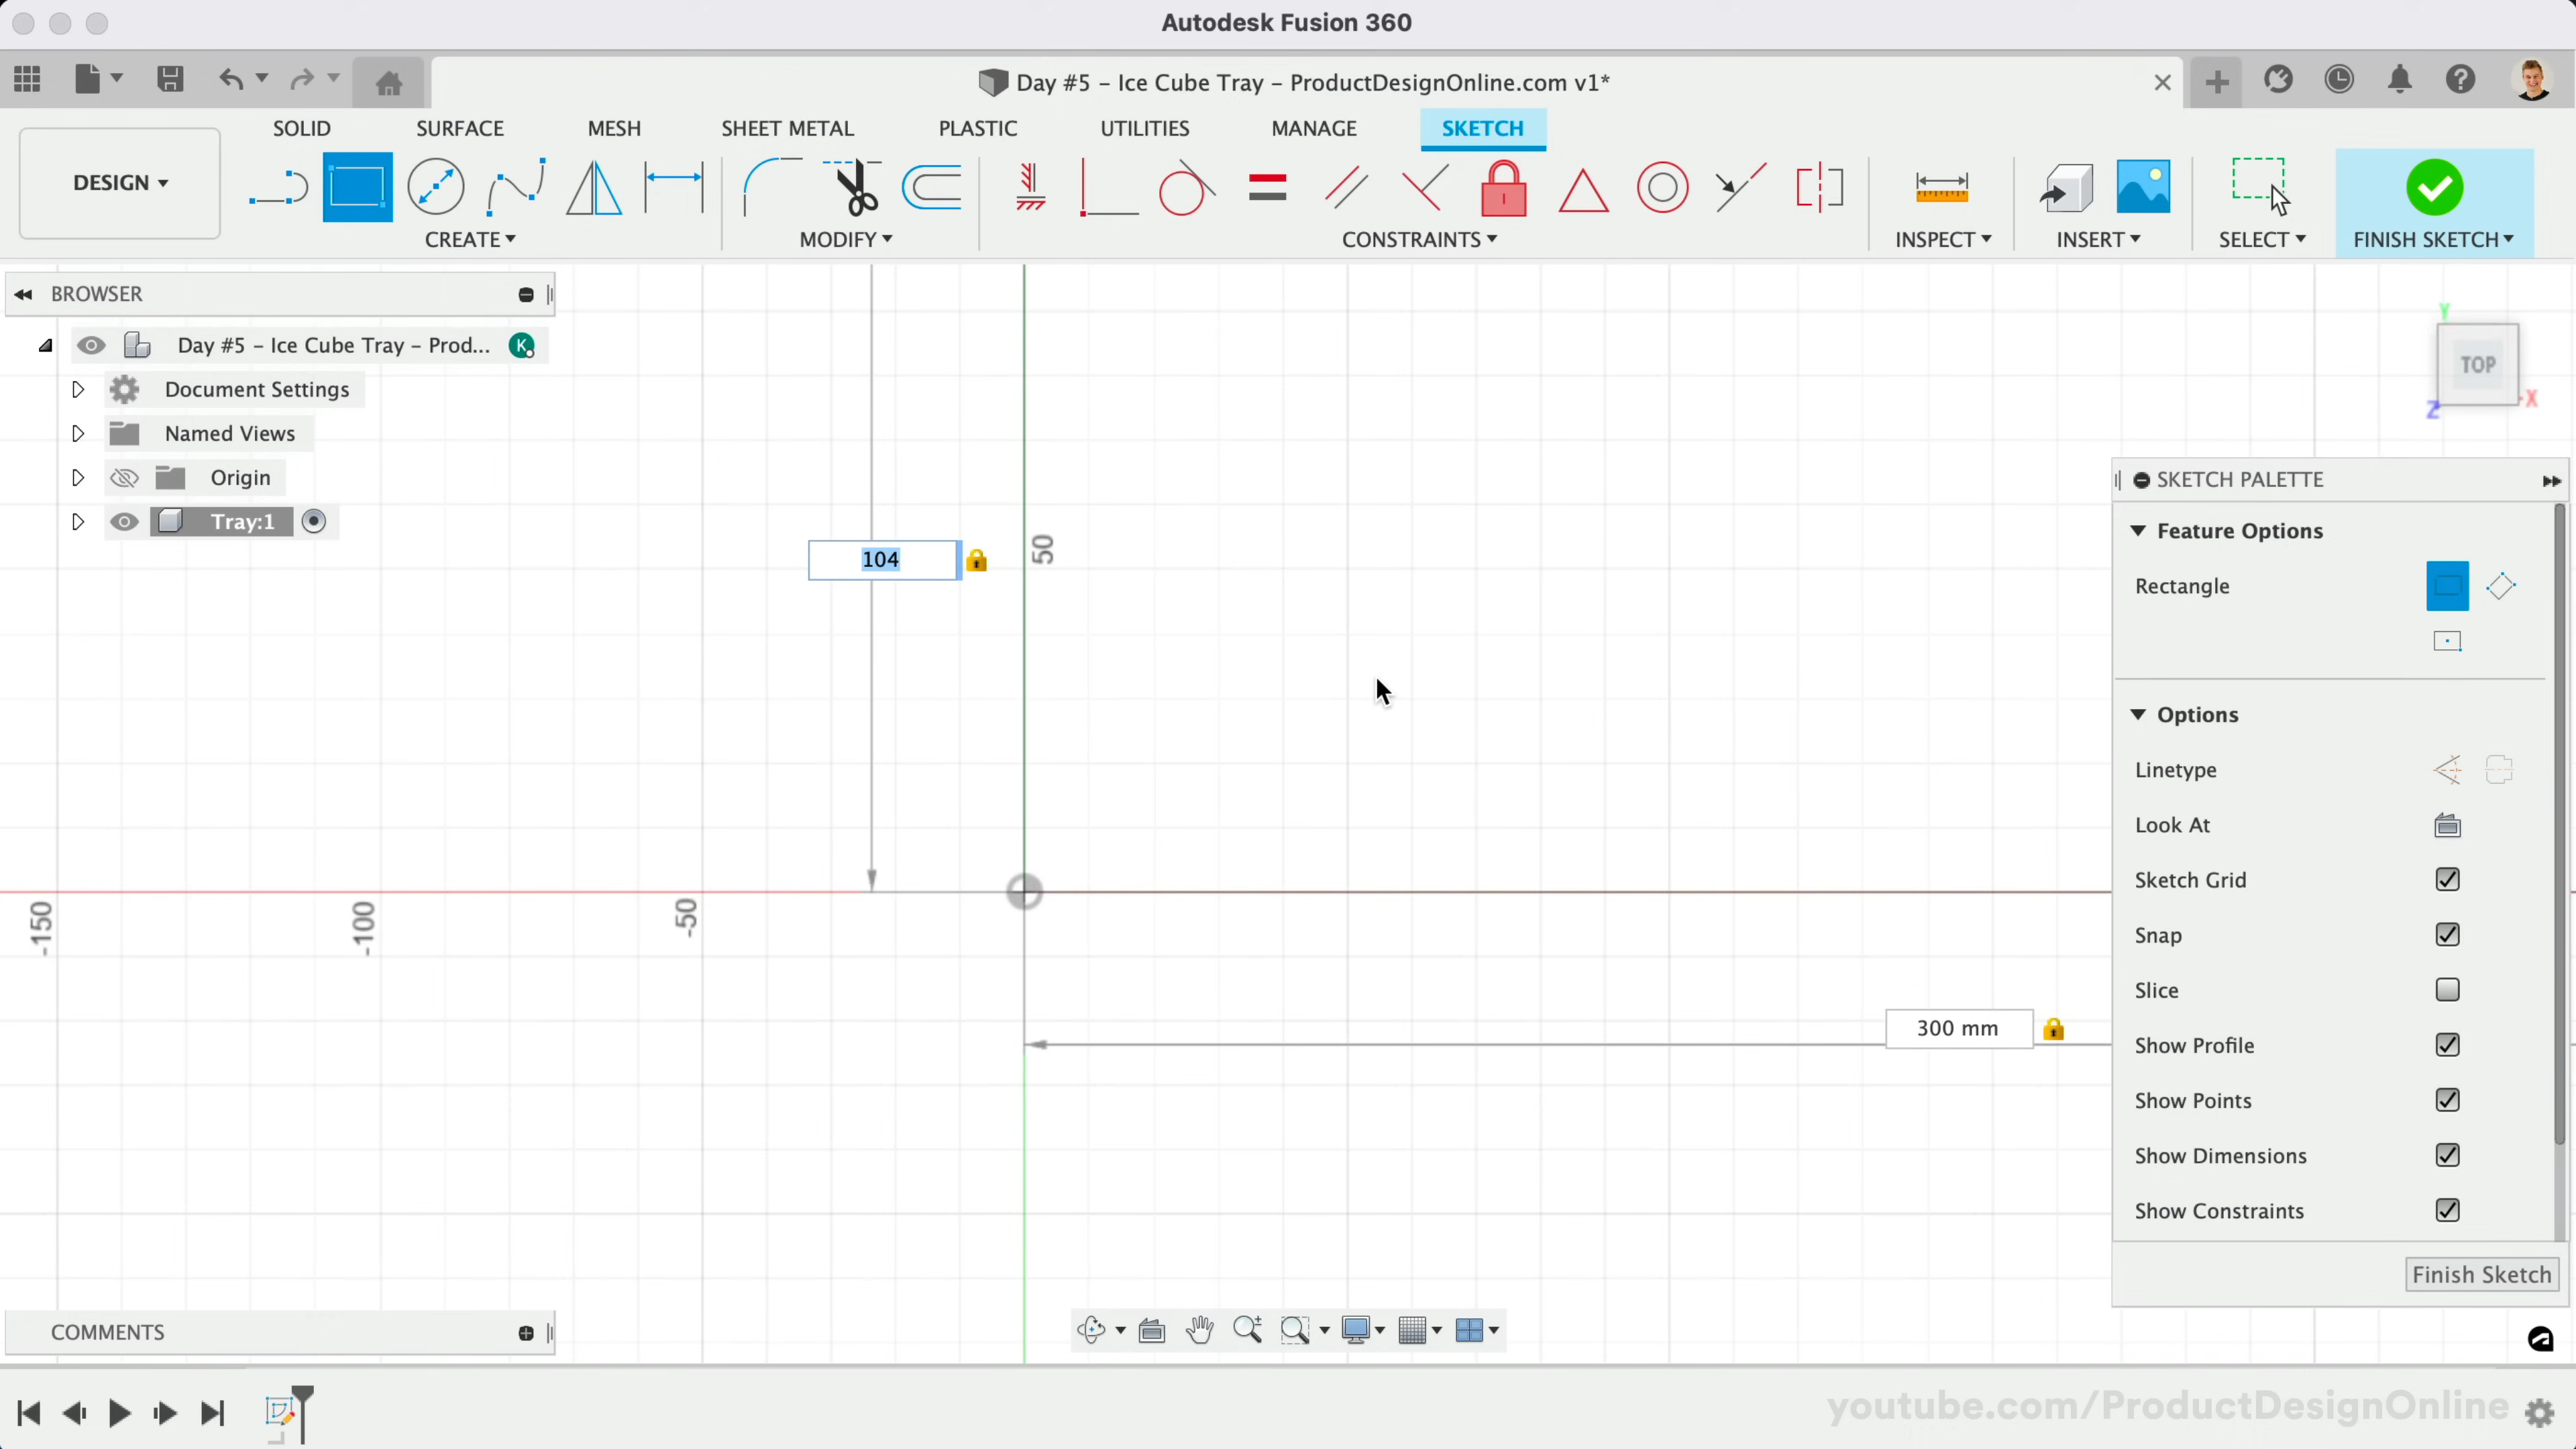 Autodesk Fusion 360
Day #5 – Ice Cube Tray – ProductDesignOnline.com v1*
SOLID SURFACE MESH SHEET METAL PLASTIC UTILITIES MANAGE SKETCH
DESIGN
CREATE MODIFY CONSTRAINTS INSPECT INSERT SELECT FINISH SKETCH
BROWSER
Day #5 – Ice Cube Tray – Prod... K
Document Settings
Named Views
Origin
Tray:1
Y
TOP
X
Z
104
50
-150
-100
-50
300 mm
SKETCH PALETTE
Feature Options
Rectangle
Options
Linetype
Look At
Sketch Grid
Snap
Slice
Show Profile
Show Points
Show Dimensions
Show Constraints
Finish Sketch
COMMENTS
youtube.com/ProductDesignOnline